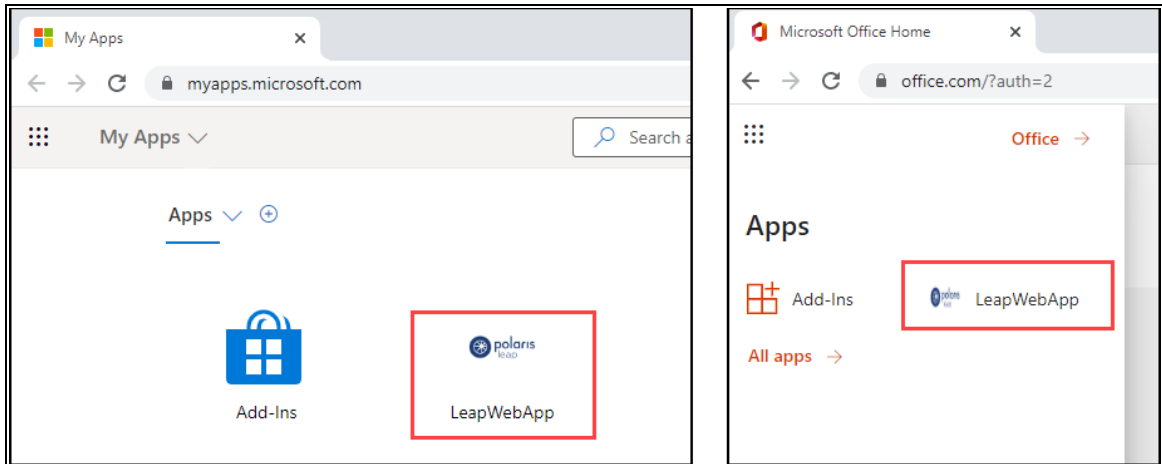 My Apps
myapps.microsoft.com
My Apps
Search a
Apps
polaris
leap
Add-Ins
LeapWebApp
Microsoft Office Home
office.com/?auth=2
Office
Apps
Add-Ins
polaris
LeapWebApp
All apps